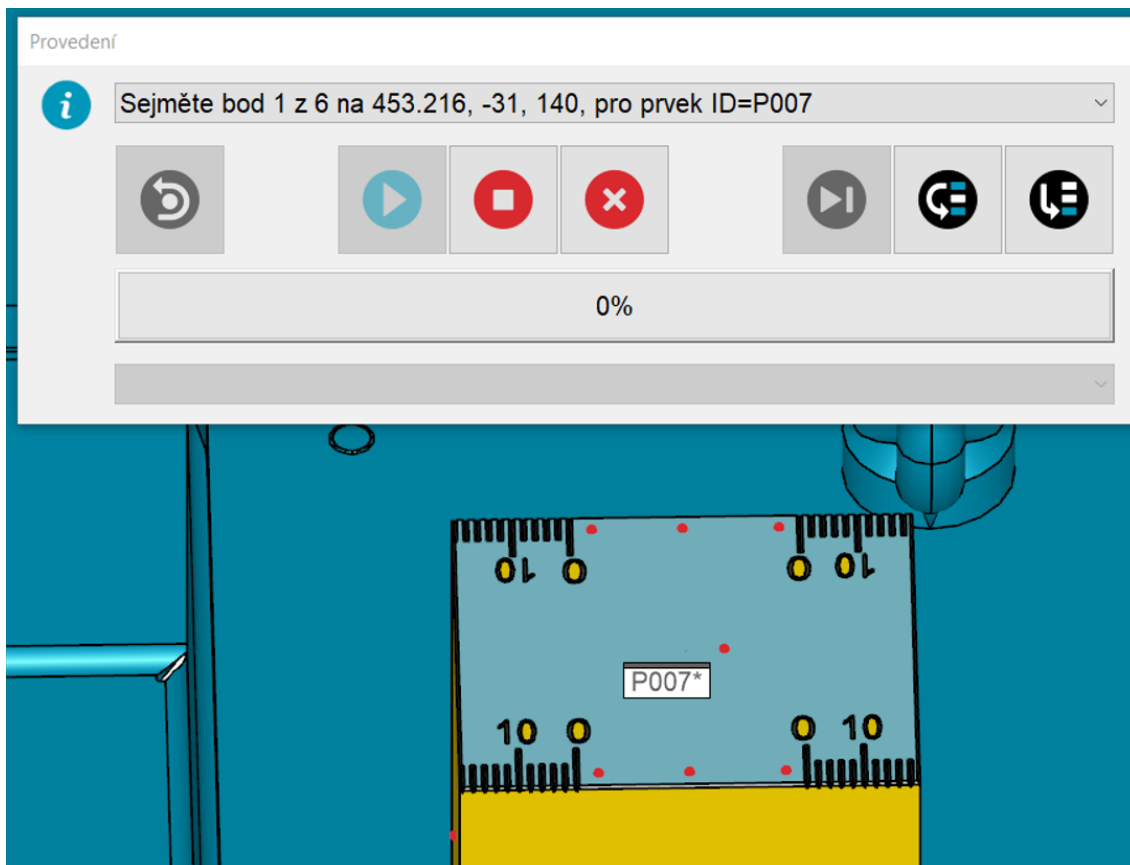 Provedení
Sejměte bod 1 z 6 na 453.216, -31, 140, pro prvek ID=P007
0%
10 0 0 10
P007*
10 0 0 10